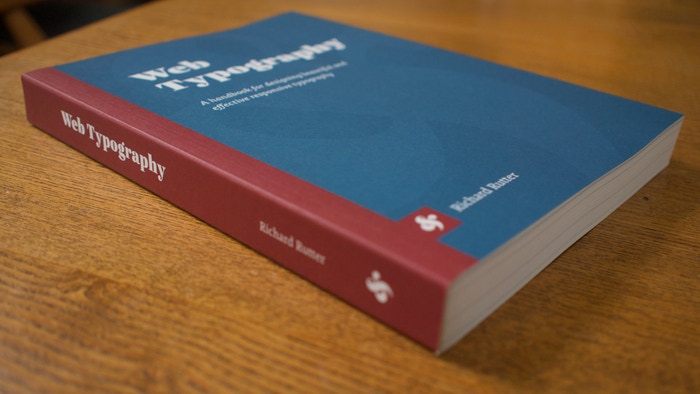 Web
Typography
A handbook for designing beautiful and
effective responsive typography
Richard Rutter
Web Typography
Richard Rutter